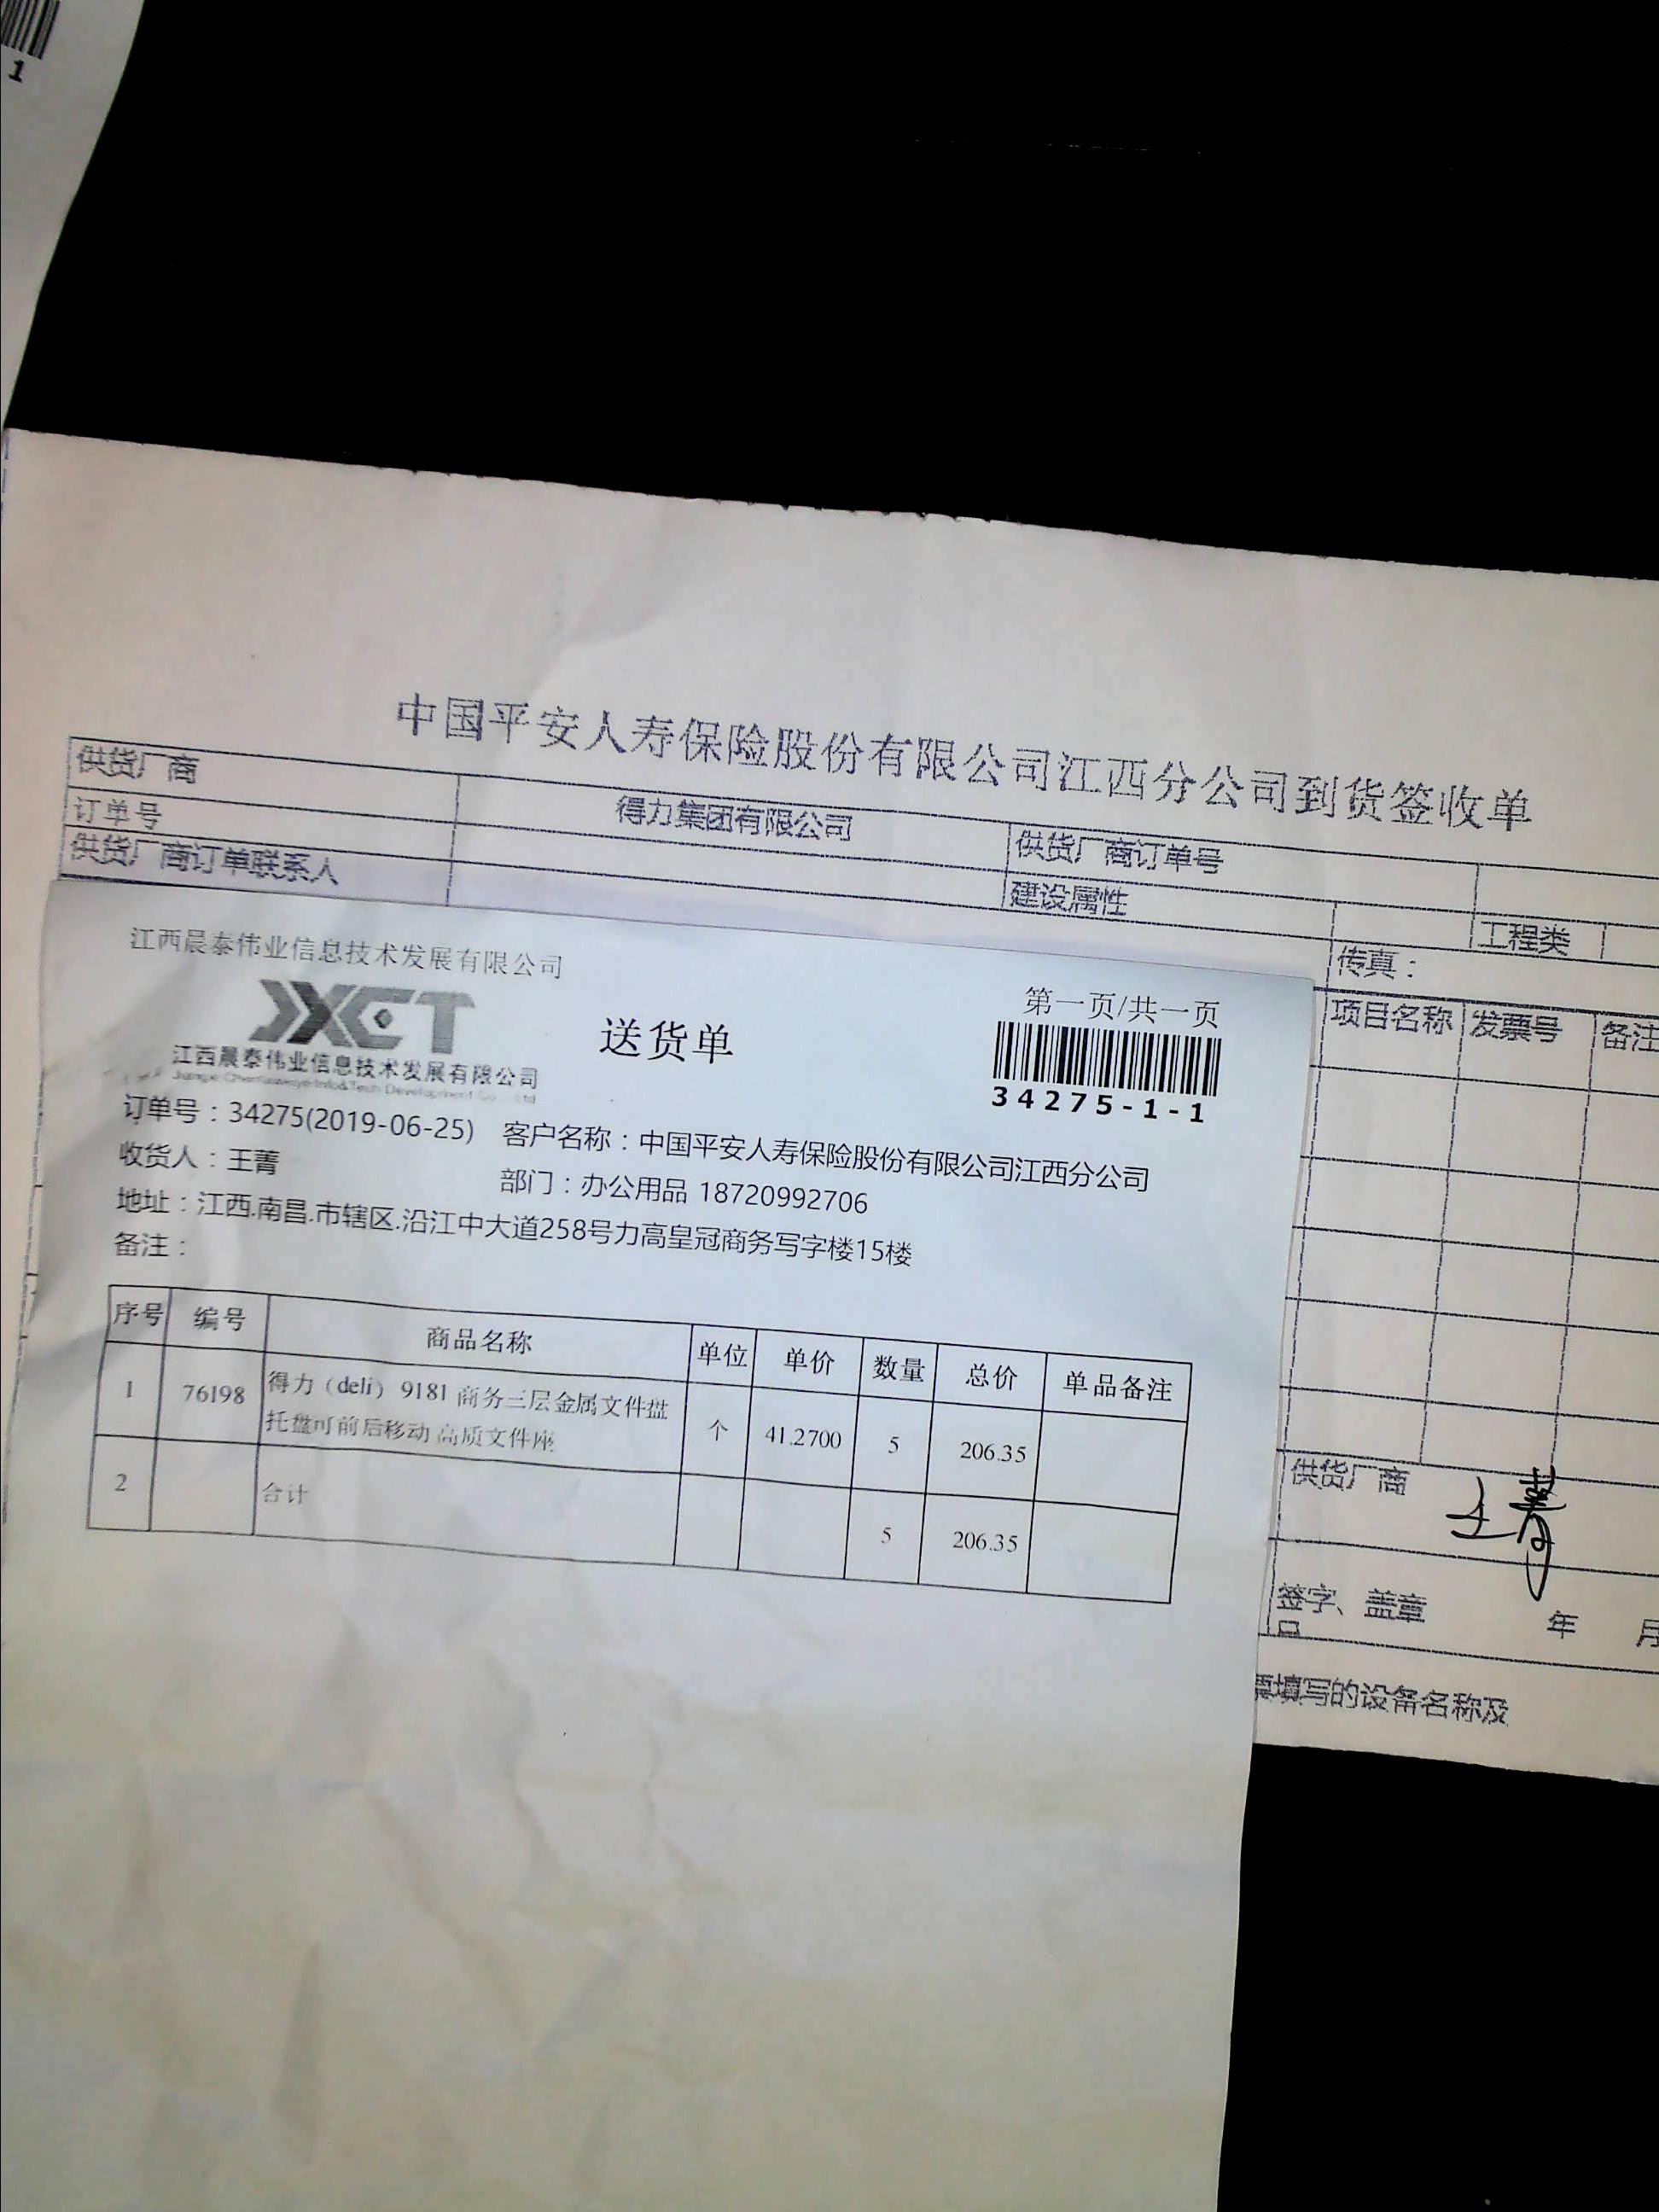 1
中国平安人寿保险股份有限公司江西分公司到货签收单
供货厂商 得力集团有限公司 供货厂商订单号
订单号 建设属性 工程类
供货厂商订单联系人 传真：
项目名称 发票号 备注
江西晨泰伟业信息技术发展有限公司
JXCT
江西晨泰伟业信息技术发展有限公司
送货单
第一页/共一页
34275-1-1
订单号：34275(2019-06-25) 客户名称：中国平安人寿保险股份有限公司江西分公司
收货人：王菁 部门：办公用品 18720992706
地址：江西.南昌.市辖区.沿江中大道258号力高皇冠商务写字楼15楼
备注：
序号 编号 商品名称 单位 单价 数量 总价 单品备注
1 76198 得力（deli）9181 商务三层金属文件盘 托盘可前后移动 高质文件座 个 41.2700 5 206.35
2 合计 5 206.35
供货厂商 王菁
签字、盖章 年 月
日
填写的设备名称及